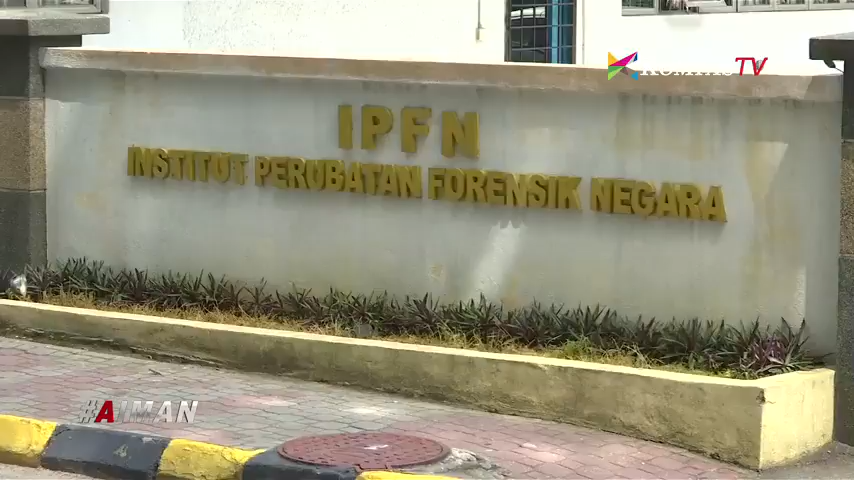 TV
IPFN
INSTITUT PERUBATAN FORENSIK NEGARA
#AIMAN